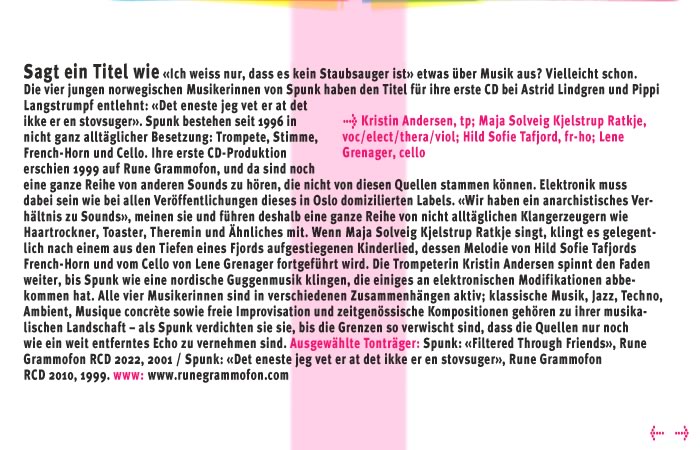 Sagt ein Titel wie «Ich weiss nur, dass es kein Staubsauger ist» etwas über Musik aus? Vielleicht schon.
Die vier jungen norwegischen Musikerinnen von Spunk haben den Titel für ihre erste CD bei Astrid Lindgren und Pippi
Langstrumpf entlehnt: «Det eneste jeg vet er at det
ikke er en stovsuger». Spunk bestehen seit 1996 in
nicht ganz alltäglicher Besetzung: Trompete, Stimme,
French-Horn und Cello. Ihre erste CD-Produktion
erschien 1999 auf Rune Grammofon, und da sind noch
Kristin Andersen, tp; Maja Solveig Kjelstrup Ratkje,
voc/elect/thera/viol; Hild Sofie Tafjord, fr-ho; Lene
Grenager, cello
eine ganze Reihe von anderen Sounds zu hören, die nicht von diesen Quellen stammen können. Elektronik muss
dabei sein wie bei allen Veröffentlichungen dieses in Oslo domizilierten Labels. «Wir haben ein anarchistisches Ver-
hältnis zu Sounds», meinen sie und führen deshalb eine ganze Reihe von nicht alltäglichen Klangerzeugern wie
Haartrockner, Toaster, Theremin und Ähnliches mit. Wenn Maja Solveig Kjelstrup Ratkje singt, klingt es gelegent-
lich nach einem aus den Tiefen eines Fjords aufgestiegenen Kinderlied, dessen Melodie von Hild Sofie Tafjords
French-Horn und vom Cello von Lene Grenager fortgeführt wird. Die Trompeterin Kristin Andersen spinnt den Faden
weiter, bis Spunk wie eine nordische Guggenmusik klingen, die einiges an elektronischen Modifikationen abbe-
kommen hat. Alle vier Musikerinnen sind in verschiedenen Zusammenhängen aktiv; klassische Musik, Jazz, Techno,
Ambient, Musique concrète sowie freie Improvisation und zeitgenössische Kompositionen gehören zu ihrer musika-
lischen Landschaft – als Spunk verdichten sie sie, bis die Grenzen so verwischt sind, dass die Quellen nur noch
wie ein weit entferntes Echo zu vernehmen sind. Ausgewählte Tonträger: Spunk: «Filtered Through Friends», Rune
Grammofon RCD 2022, 2001 / Spunk: «Det eneste jeg vet er at det ikke er en stovsuger», Rune Grammofon
RCD 2010, 1999. www: www.runegrammofon.com